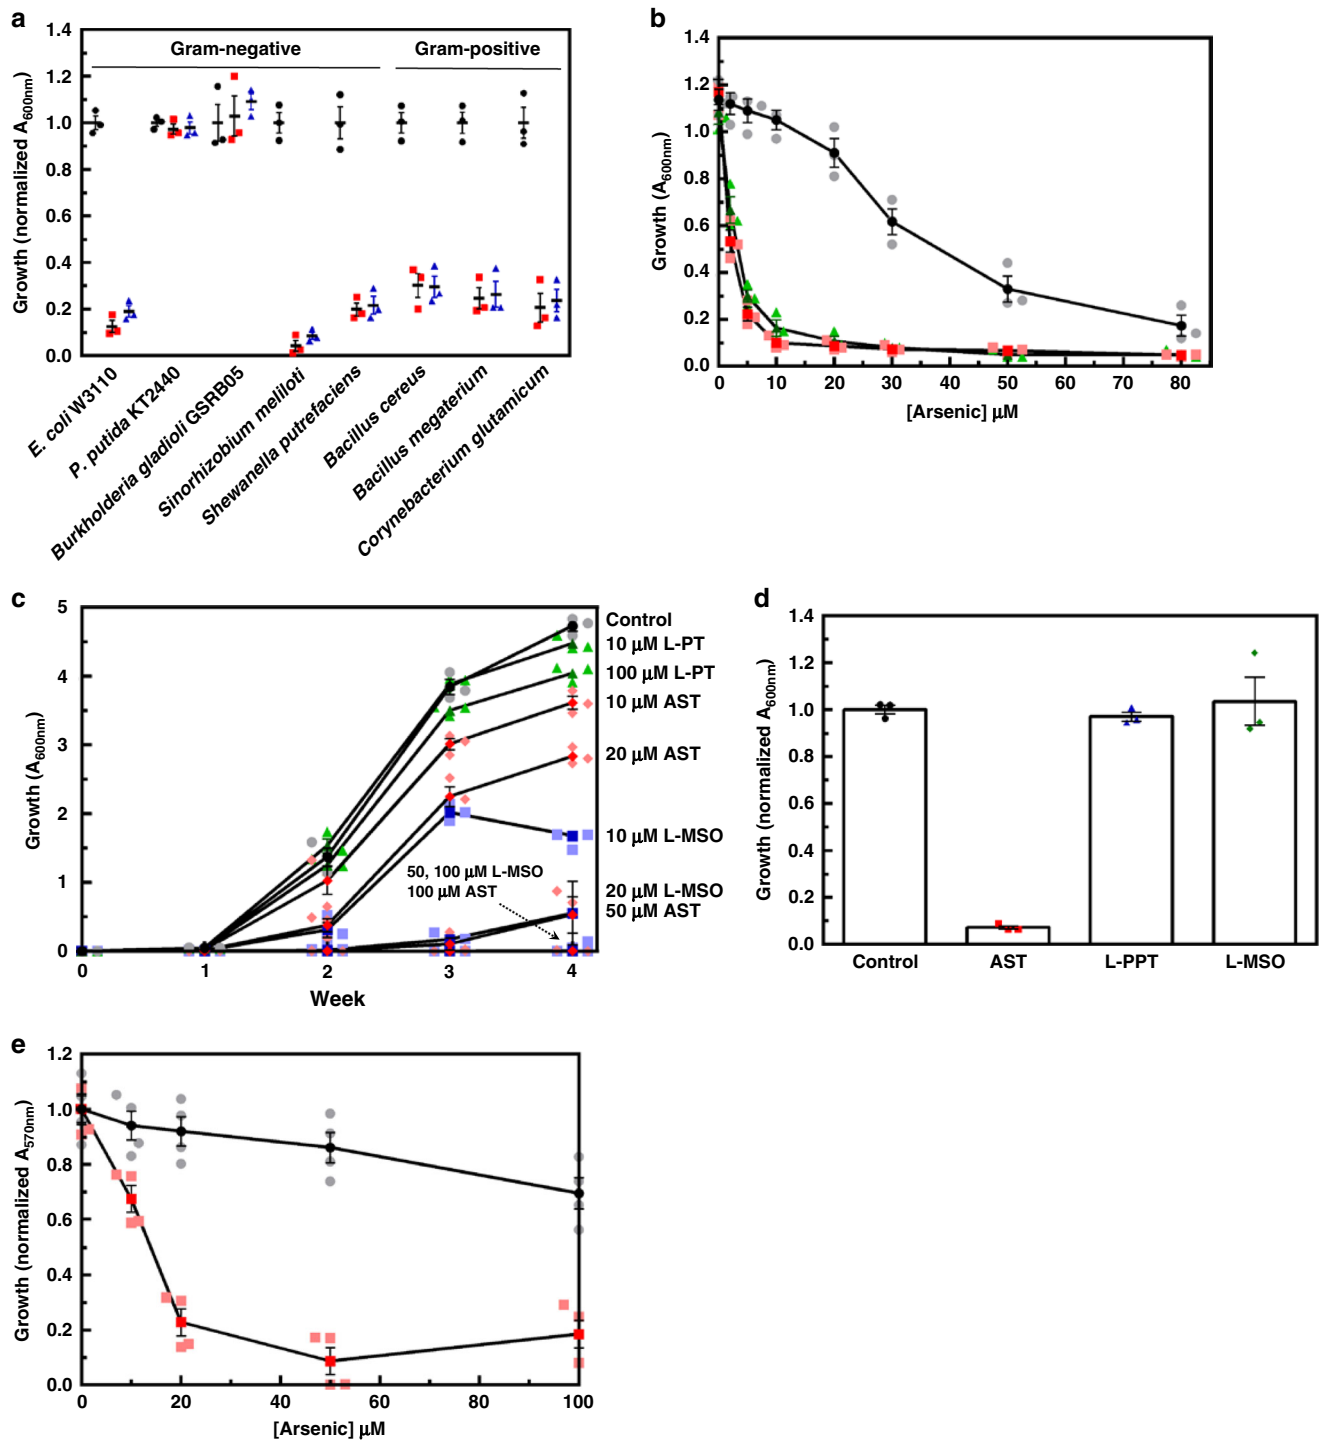 a
Growth (normalized A600nm)
1.4
1.2
1.0
0.8
0.6
0.4
0.2
0.0
Gram-negative
Gram-positive
E. coli W3110
P. putida KT2440
Burkholderia gladioli GSRB05
Sinorhizobium meliloti
Shewanella putrefaciens
Bacillus cereus
Bacillus megaterium
Corynebacterium glutamicum
b
Growth (A600nm)
1.4
1.2
1.0
0.8
0.6
0.4
0.2
0.0
0 10 20 30 40 50 60 70 80
[Arsenic] µM
c
Growth (A600nm)
5
4
3
2
1
0
0 1 2 3 4
Week
Control
10 µM L-PT
100 µM L-PT
10 µM AST
20 µM AST
10 µM L-MSO
50, 100 µM L-MSO
100 µM AST
20 µM L-MSO
50 µM AST
d
Growth (normalized A600nm)
1.4
1.2
1.0
0.8
0.6
0.4
0.2
0.0
Control AST L-PPT L-MSO
e
Growth (normalized A570nm)
1.2
1.0
0.8
0.6
0.4
0.2
0.0
0 20 40 60 80 100
[Arsenic] µM